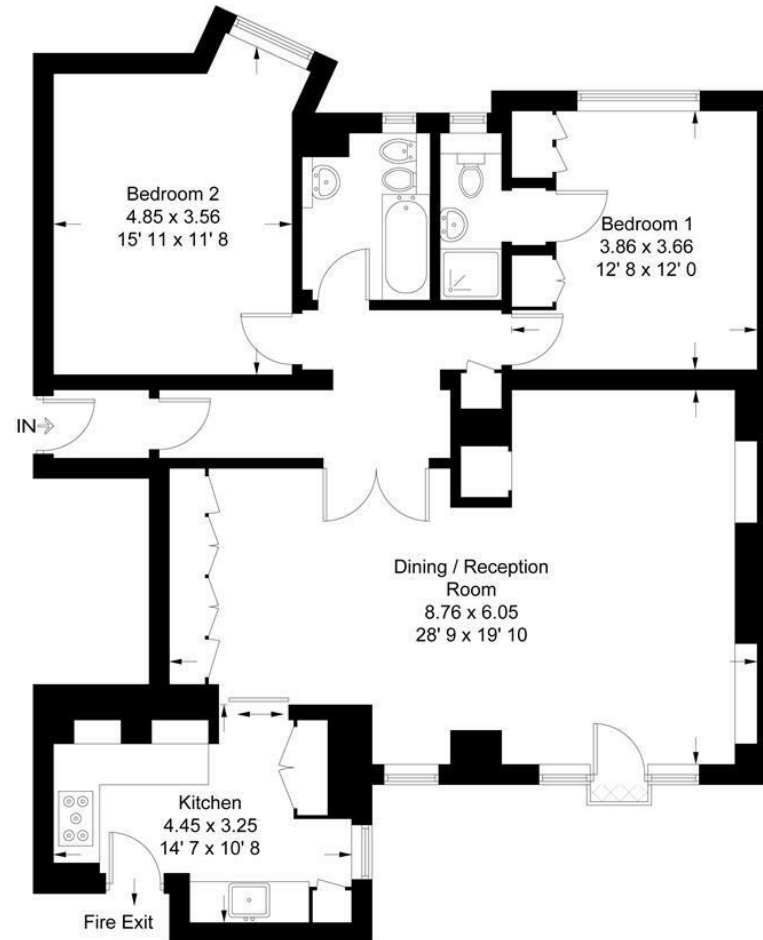 Bedroom 2
4.85 x 3.56
15' 11 x 11' 8
Bedroom 1
3.86 x 3.66
12' 8 x 12' 0
IN
Dining / Reception
Room
8.76 x 6.05
28' 9 x 19' 10
Kitchen
4.45 x 3.25
14' 7 x 10' 8
Fire Exit